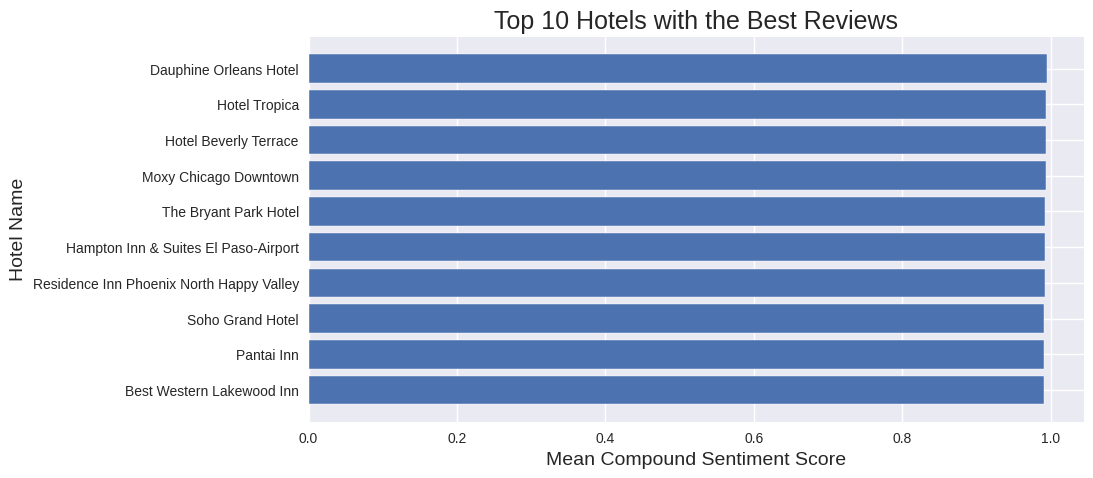 Top 10 Hotels with the Best Reviews
Hotel Name
Dauphine Orleans Hotel
Hotel Tropica
Hotel Beverly Terrace
Moxy Chicago Downtown
The Bryant Park Hotel
Hampton Inn & Suites El Paso-Airport
Residence Inn Phoenix North Happy Valley
Soho Grand Hotel
Pantai Inn
Best Western Lakewood Inn
0.0 0.2 0.4 0.6 0.8 1.0
Mean Compound Sentiment Score